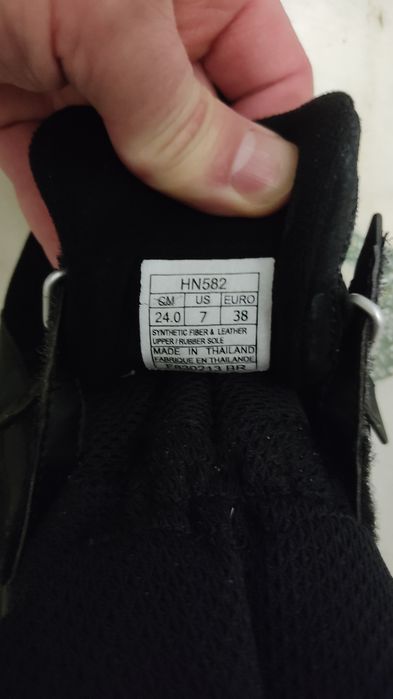 HN582
CM US EURO
24.0 7 38
SYNTHETIC FIBER & LEATHER
UPPER / RUBBER SOLE
MADE IN THAILAND
FABRIQUE EN THAILANDE